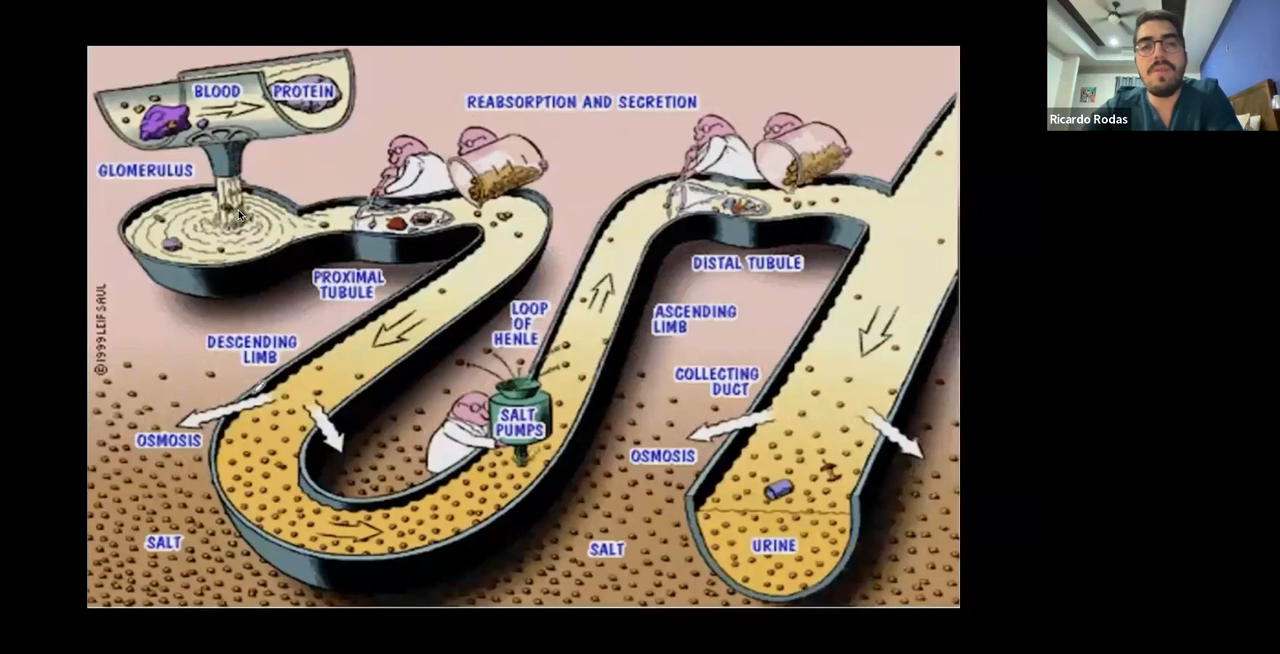 BLOOD
PROTEIN
REABSORPTION AND SECRETION
Ricardo Rodas
GLOMERULUS
PROXIMAL
TUBULE
DISTAL TUBULE
LOOP
OF
HENLE
ASCENDING
LIMB
DESCENDING
LIMB
COLLECTING
DUCT
SALT
PUMPS
OSMOSIS
OSMOSIS
SALT
SALT
URINE
© 1999 LEIF SAUL